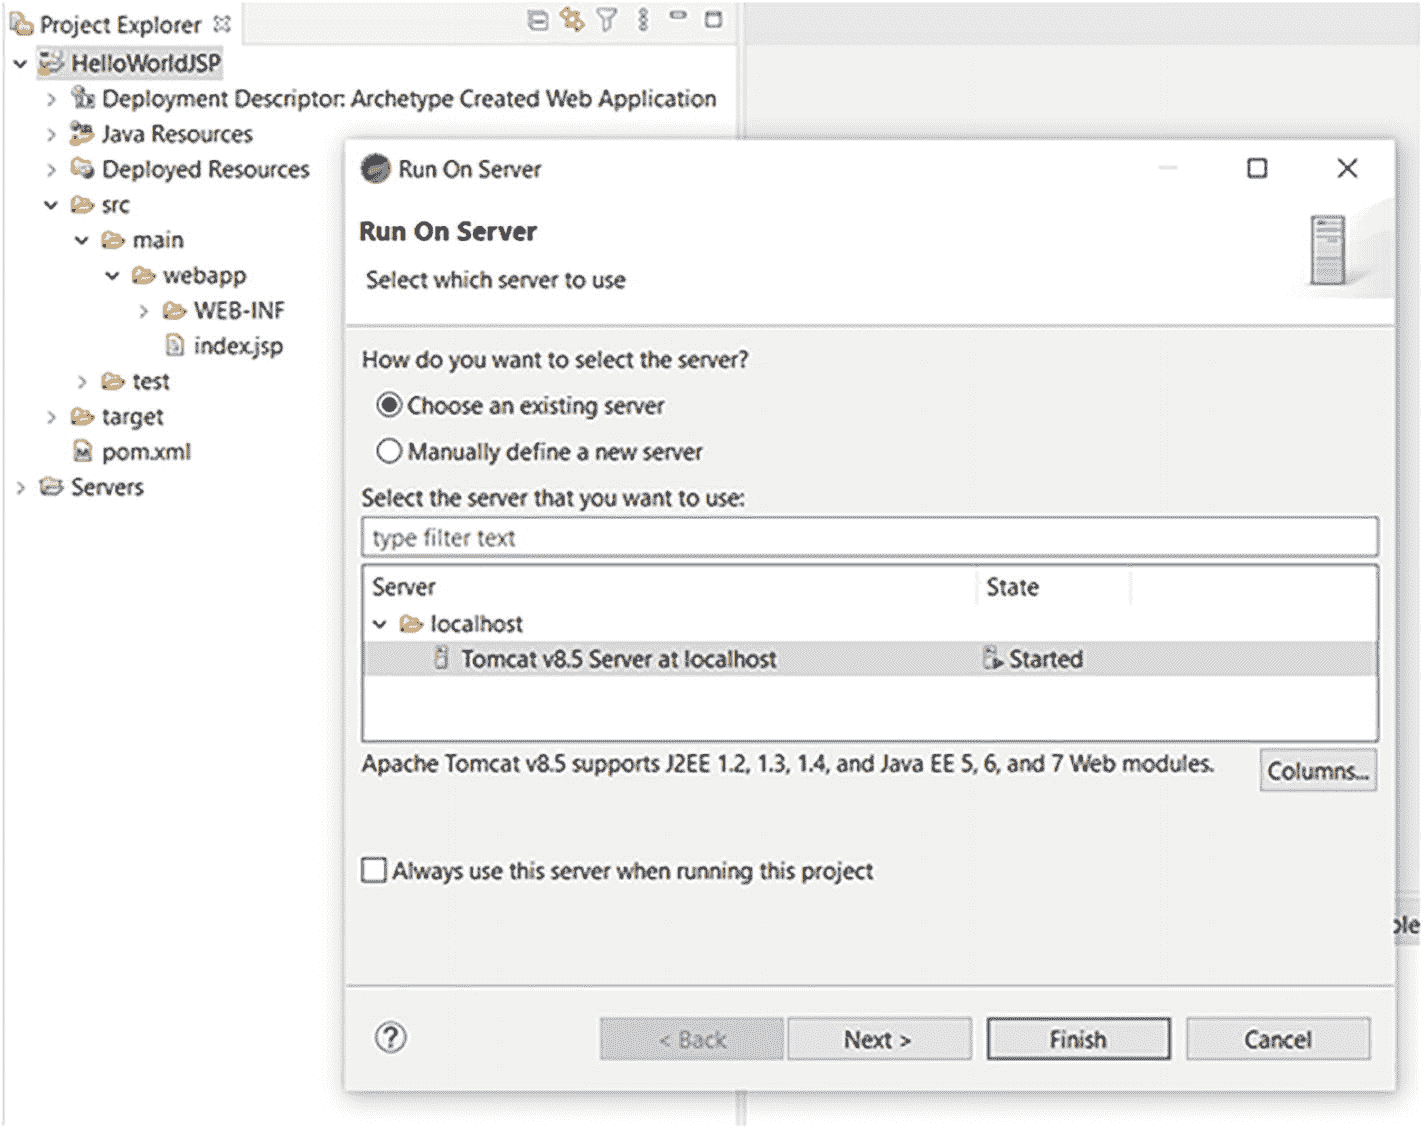 Project Explorer
HelloWorldJSP
Deployment Descriptor: Archetype Created Web Application
Java Resources
Deployed Resources
src
main
webapp
WEB-INF
index.jsp
test
target
pom.xml
Servers
Run On Server
Run On Server
Select which server to use
How do you want to select the server?
Choose an existing server
Manually define a new server
Select the server that you want to use:
type filter text
Server State
localhost
Tomcat v8.5 Server at localhost Started
Apache Tomcat v8.5 supports J2EE 1.2, 1.3, 1.4, and Java EE 5, 6, and 7 Web modules.
Columns...
Always use this server when running this project
? < Back Next > Finish Cancel